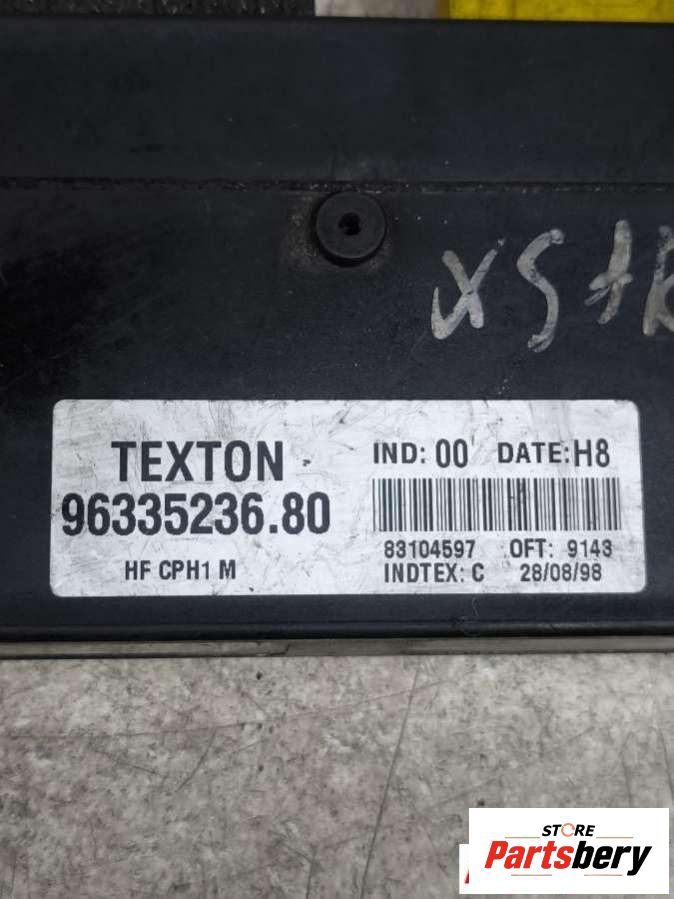 TEXTON
96335236.80
HF CPH1 M
IND: 00 DATE: H8
83104597 OFT: 9143
INDTEX: C 28/08/98
STORE
Partsbery